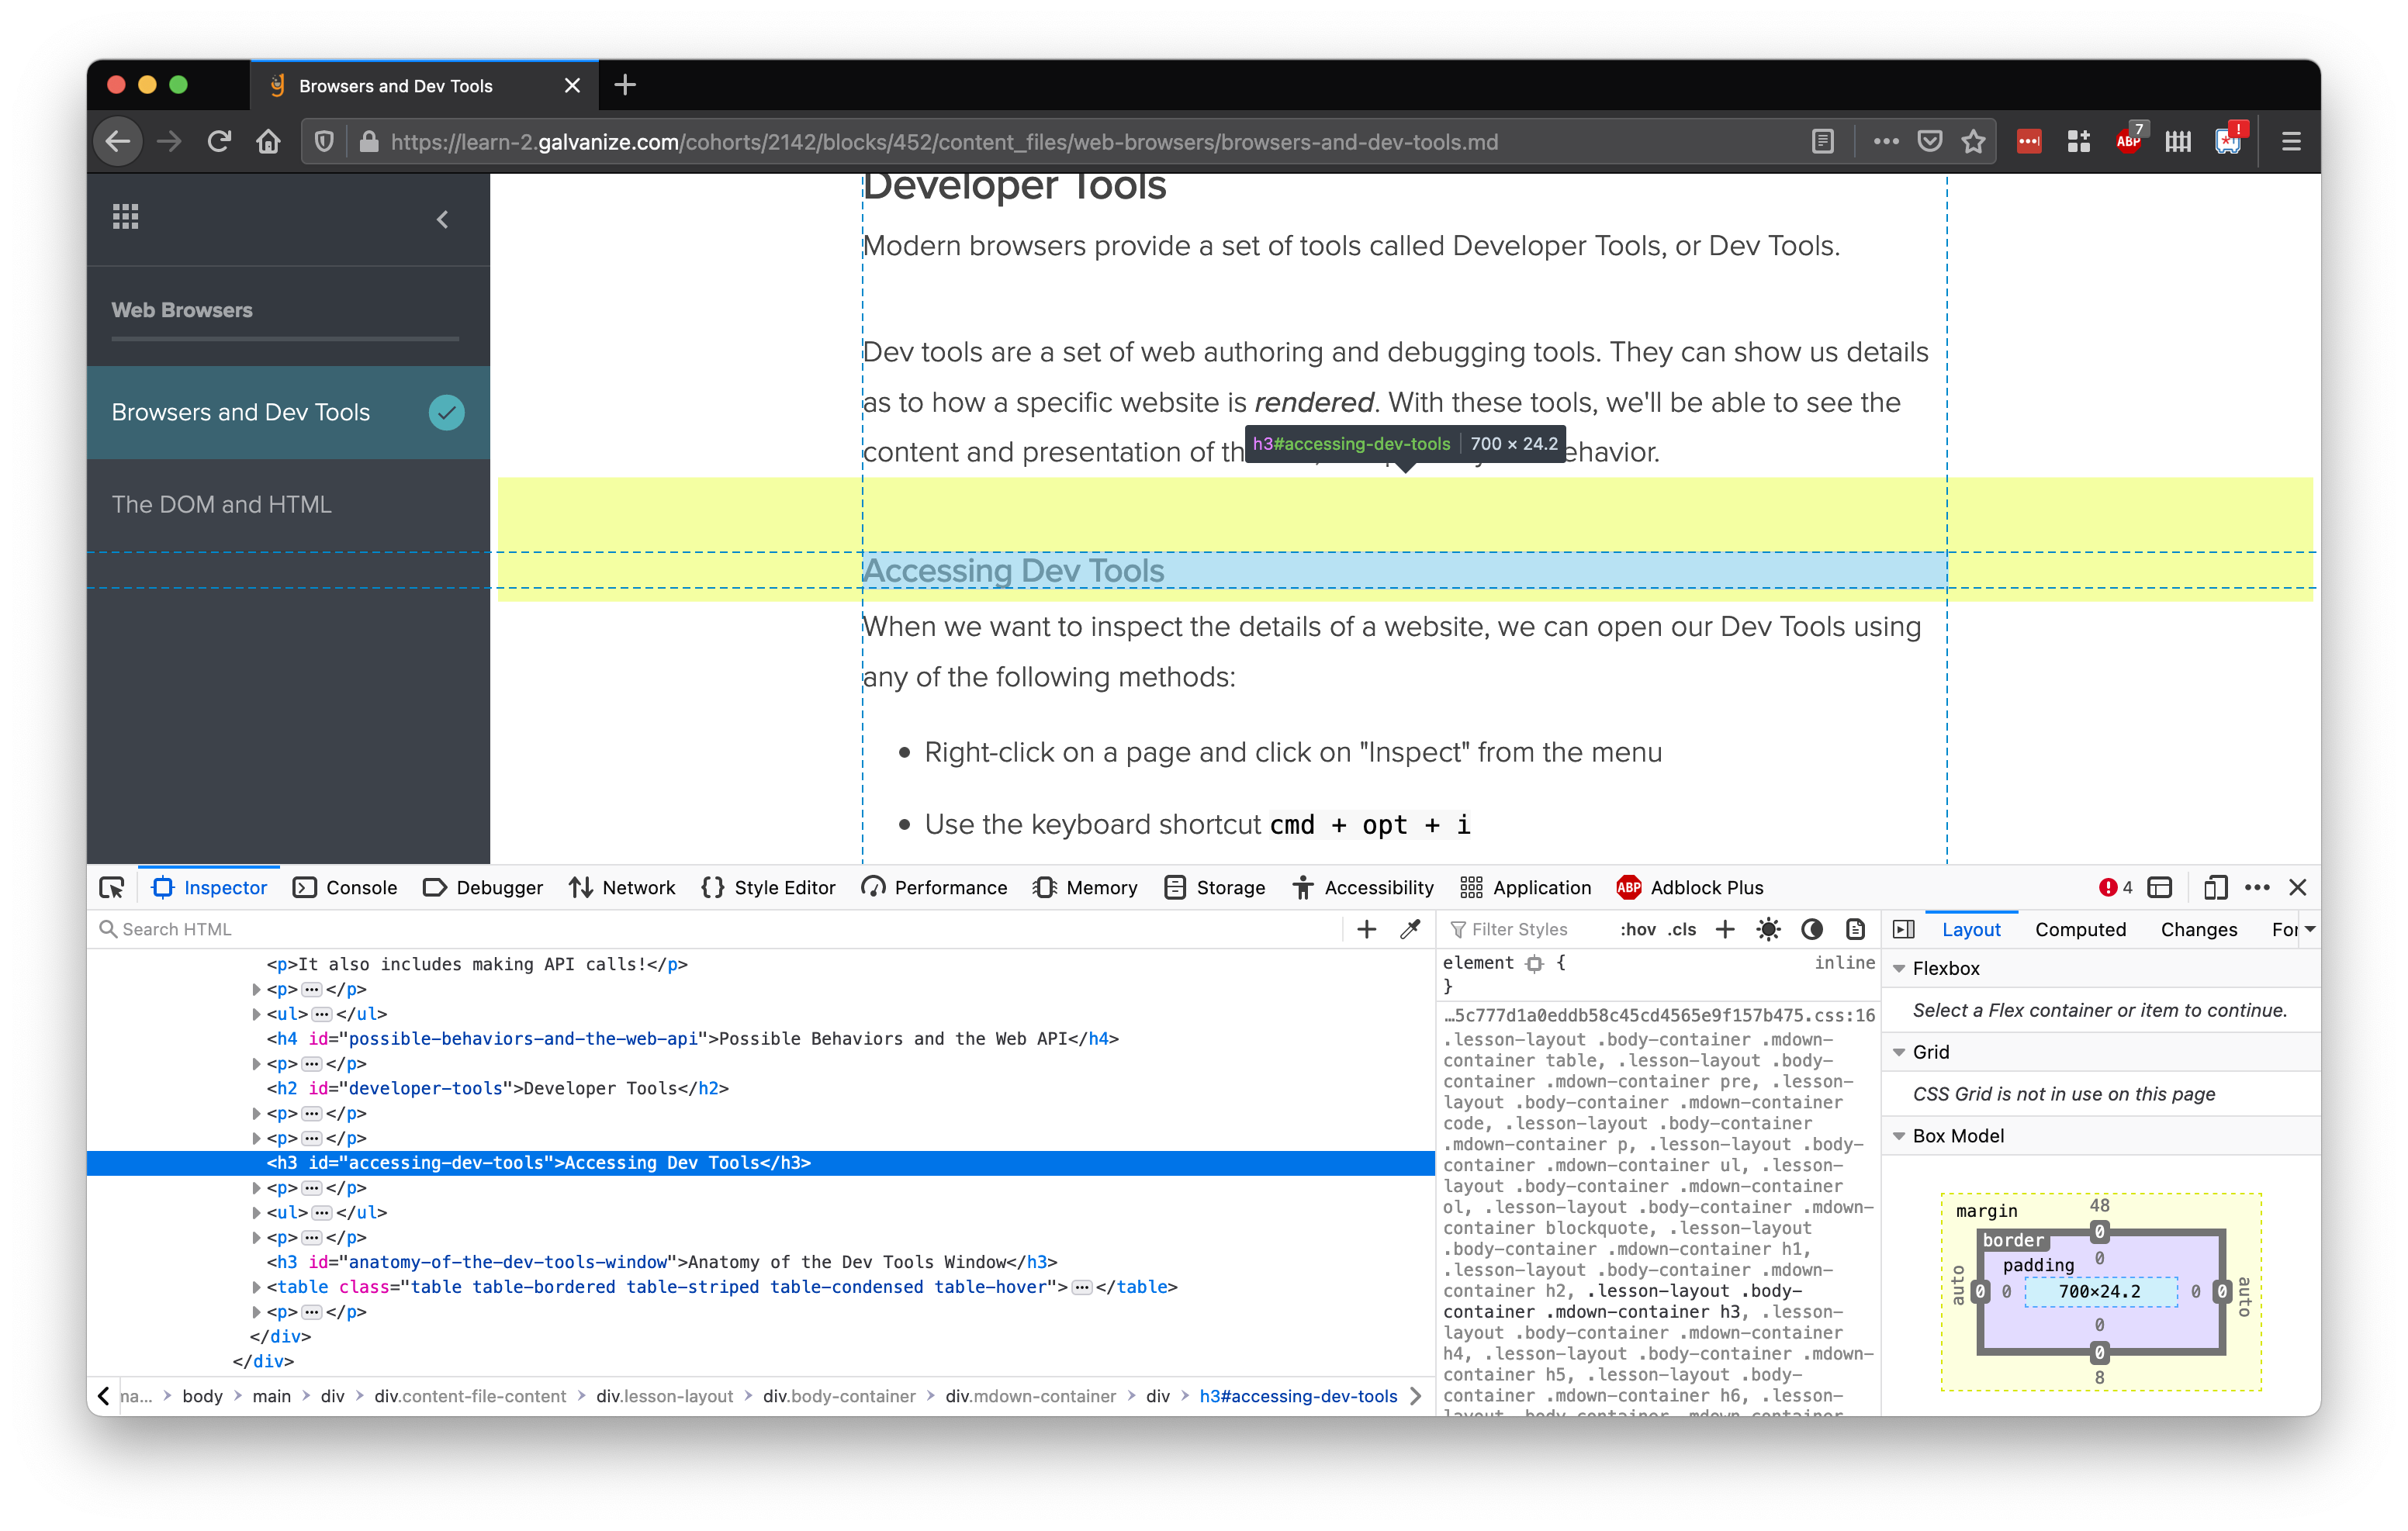 Browsers and Dev Tools
https://learn-2.galvanize.com/cohorts/2142/blocks/452/content_files/web-browsers/browsers-and-dev-tools.md
ABP
7
!
Web Browsers
Browsers and Dev Tools
The DOM and HTML
Developer Tools
Modern browsers provide a set of tools called Developer Tools, or Dev Tools.
Dev tools are a set of web authoring and debugging tools. They can show us details
as to how a specific website is rendered. With these tools, we'll be able to see the
content and presentation of
h3#accessing-dev-tools
700 × 24.2
Accessing Dev Tools
When we want to inspect the details of a website, we can open our Dev Tools using
any of the following methods:
• Right-click on a page and click on "Inspect" from the menu
• Use the keyboard shortcut cmd + opt + i
Inspector
Console
Debugger
Network
Style Editor
Performance
Memory
Storage
Accessibility
Application
ABP Adblock Plus
4
Search HTML
<p>It also includes making API calls!</p>
<p>…</p>
<ul>…</ul>
<h4 id="possible-behaviors-and-the-web-api">Possible Behaviors and the Web API</h4>
<p>…</p>
<h2 id="developer-tools">Developer Tools</h2>
<p>…</p>
<p>…</p>
<h3 id="accessing-dev-tools">Accessing Dev Tools</h3>
<p>…</p>
<ul>…</ul>
<p>…</p>
<h3 id="anatomy-of-the-dev-tools-window">Anatomy of the Dev Tools Window</h3>
<table class="table table-bordered table-striped table-condensed table-hover">…</table>
<p>…</p>
</div>
</div>
body > main > div > div.content-file-content > div.lesson-layout > div.body-container > div.mdown-container > div > h3#accessing-dev-tools
Filter Styles
:hov .cls
element { inline
}
…5c777d1a0eddb58c45cd4565e9f157b475.css:16
.lesson-layout .body-container .mdown-
container table, .lesson-layout .body-
container .mdown-container pre, .lesson-
layout .body-container .mdown-container
code, .lesson-layout .body-container
.mdown-container p, .lesson-layout .body-
container .mdown-container ul, .lesson-
layout .body-container .mdown-container
ol, .lesson-layout .body-container .mdown-
container blockquote, .lesson-layout
.body-container .mdown-container h1,
.lesson-layout .body-container .mdown-
container h2, .lesson-layout .body-
container .mdown-container h3, .lesson-
layout .body-container .mdown-container
h4, .lesson-layout .body-container .mdown-
container h5, .lesson-layout .body-
container .mdown-container h6, .lesson-
Layout
Computed
Changes
Flexbox
Select a Flex container or item to continue.
Grid
CSS Grid is not in use on this page
Box Model
margin
48
border
0
padding
0
auto
0
0
700×24.2
0
0
auto
0
0
8